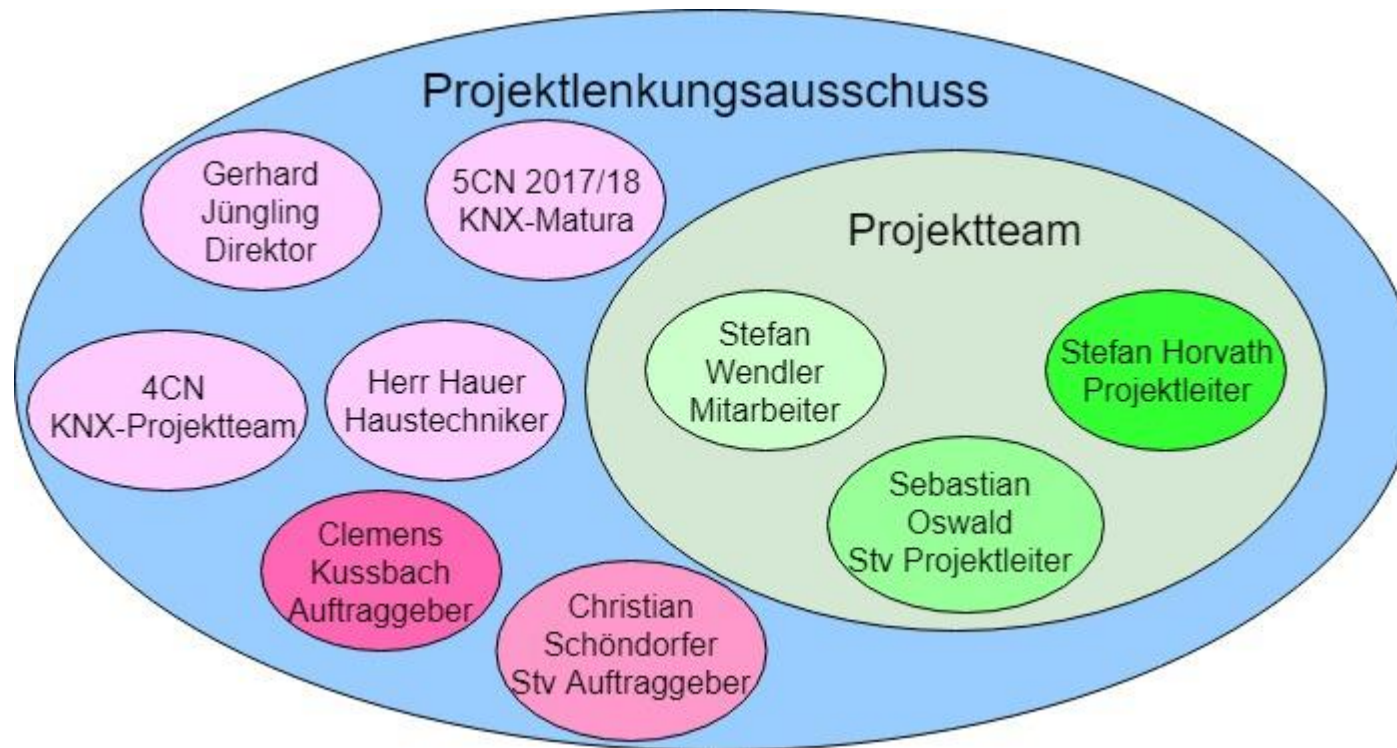 Projektlenkungsausschuss
Gerhard
Jüngling
Direktor
5CN 2017/18
KNX-Matura
Projektteam
Stefan
Wendler
Mitarbeiter
Stefan Horvath
Projektleiter
4CN
KNX-Projektteam
Herr Hauer
Haustechniker
Sebastian
Oswald
Stv Projektleiter
Clemens
Kussbach
Auftraggeber
Christian
Schöndorfer
Stv Auftraggeber